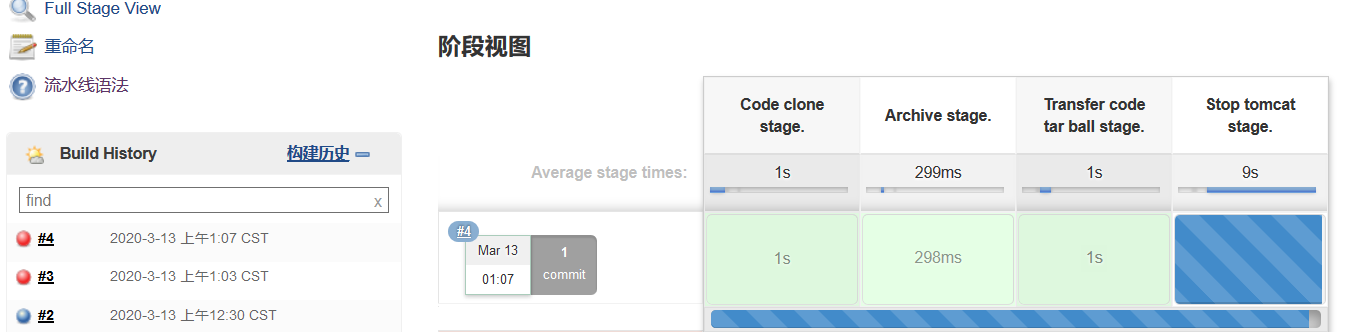 Full Stage View
重命名
流水线语法
Build History
构建历史
find
x
#4 2020-3-13 上午1:07 CST
#3 2020-3-13 上午1:03 CST
#2 2020-3-13 上午12:30 CST
阶段视图
Code clone
stage.
Archive stage.
Transfer code
tar ball stage.
Stop tomcat
stage.
Average stage times:
1s
299ms
1s
9s
#4
Mar 13
01:07
1
commit
1s
298ms
1s